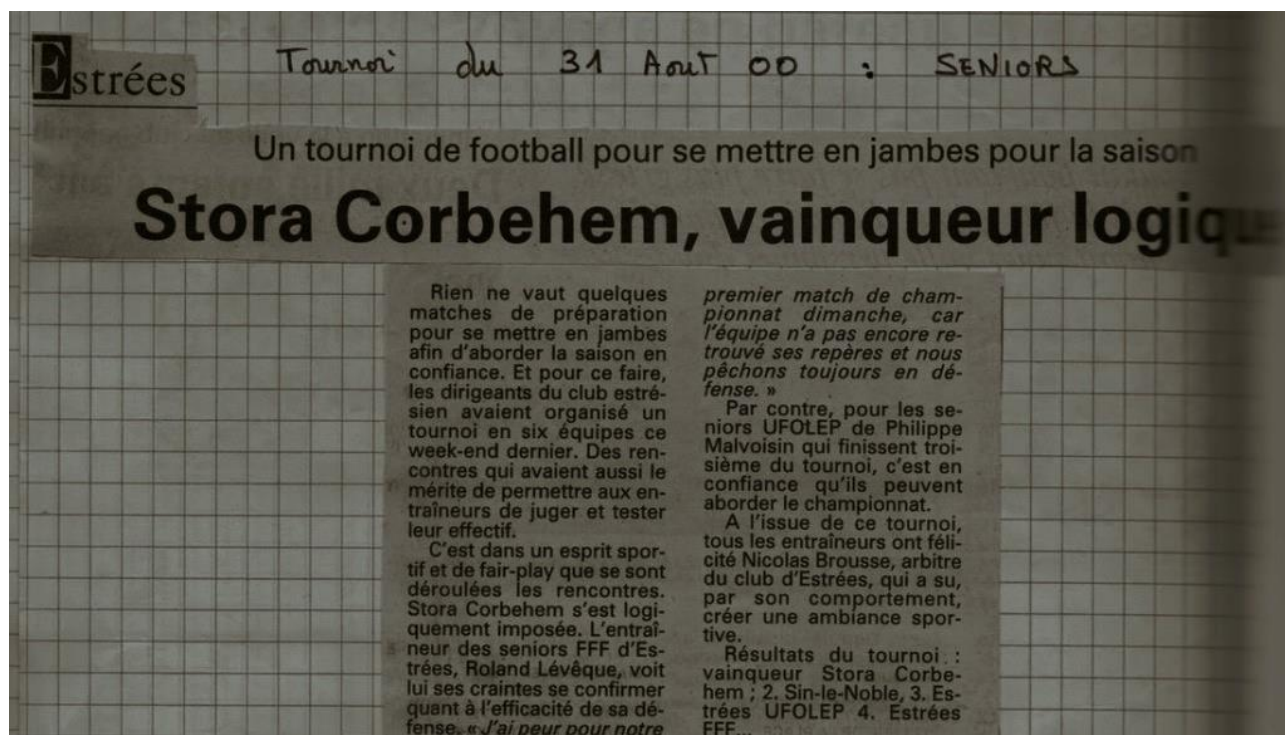 Estrées
Tournoi du 31 Aout 00 : SENIORS
Un tournoi de football pour se mettre en jambes pour la saison
Stora Corbehem, vainqueur
Rien ne vaut quelques
matches de préparation
pour se mettre en jambes
afin d'aborder la saison en
confiance. Et pour ce faire,
les dirigeants du club estré-
sien avaient organisé un
tournoi en six équipes ce
week-end dernier. Des ren-
contres qui avaient aussi le
mérite de permettre aux en-
traîneurs de juger et tester
leur effectif.
C'est dans un esprit spor-
tif et de fair-play que se sont
déroulées les rencontres.
Stora Corbehem s'est logi-
quement imposée. L'entraî-
neur des seniors FFF d'Es-
trées, Roland Lévêque, voit
lui ses craintes se confirmer
quant à l'efficacité de sa dé-
fense. « J'ai peur pour notre
premier match de cham-
pionnat dimanche, car
l'équipe n'a pas encore re-
trouvé ses repères et nous
pêchons toujours en dé-
fense. »
Par contre, pour les se-
niors UFOLEP de Philippe
Malvoisin qui finissent troi-
sième du tournoi, c'est en
confiance qu'ils peuvent
aborder le championnat.
A l'issue de ce tournoi,
tous les entraîneurs ont féli-
cité Nicolas Brousse, arbitre
du club d'Estrées, qui a su,
par son comportement,
créer une ambiance spor-
tive.
Résultats du tournoi :
vainqueur Stora Corbe-
hem ; 2. Sin-le-Noble, 3. Es-
trées UFOLEP 4. Estrées
FFF...